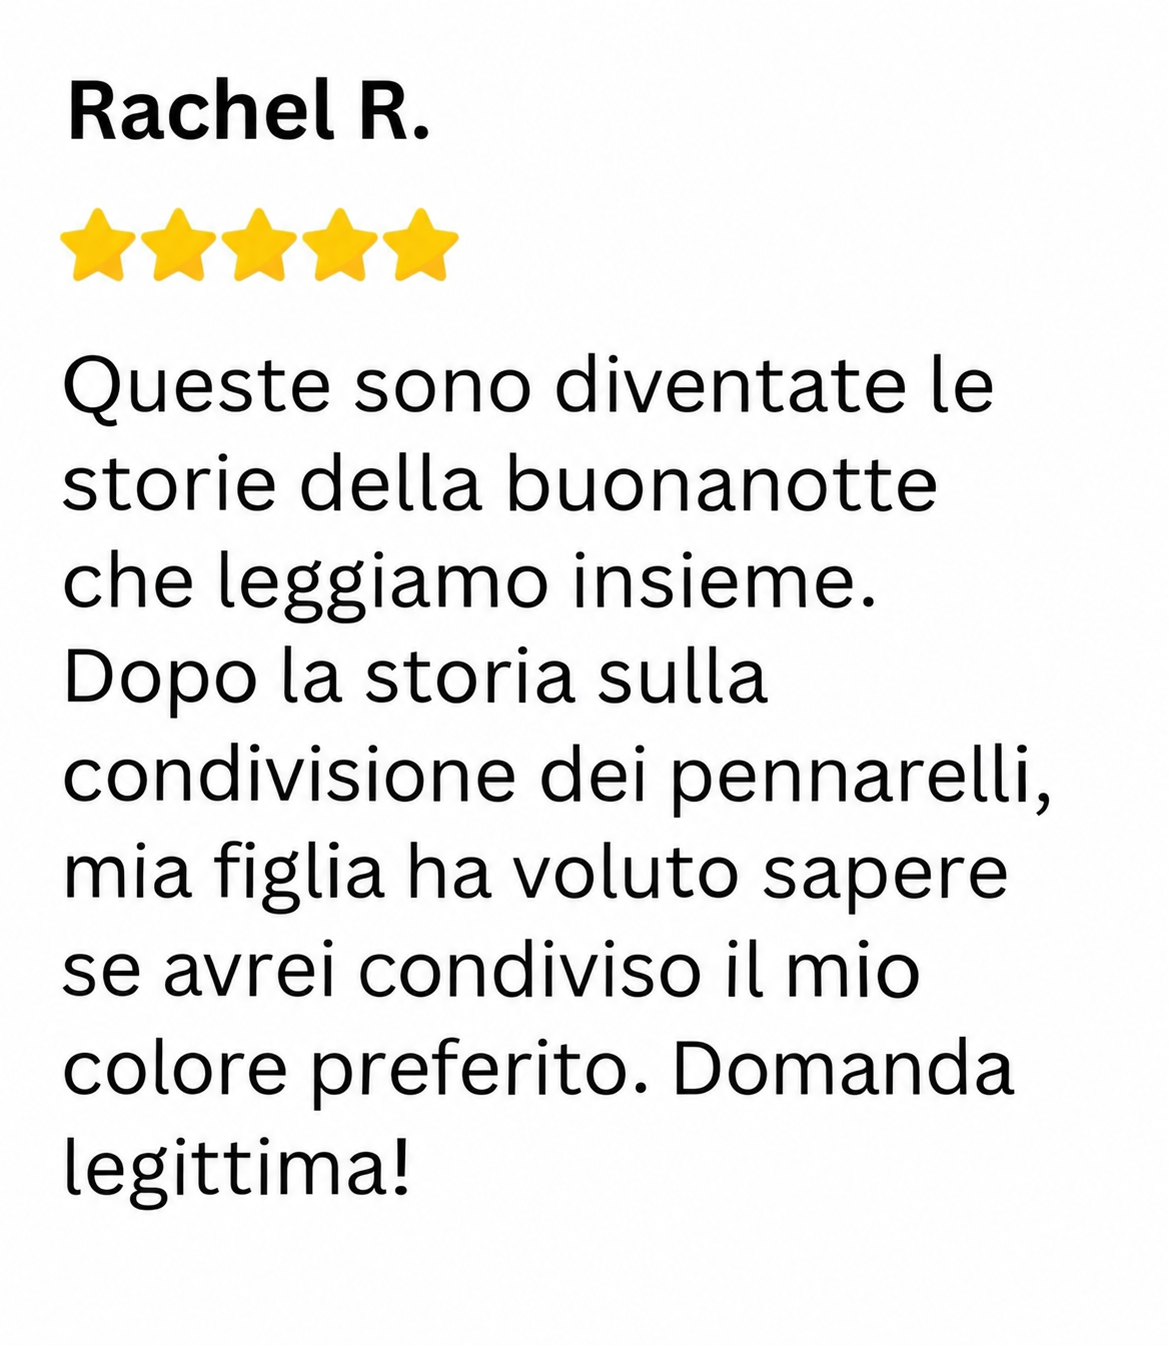 Rachel R.
⭐⭐⭐⭐⭐
Queste sono diventate le
storie della buonanotte
che leggiamo insieme.
Dopo la storia sulla
condivisione dei pennarelli,
mia figlia ha voluto sapere
se avrei condiviso il mio
colore preferito. Domanda
legittima!